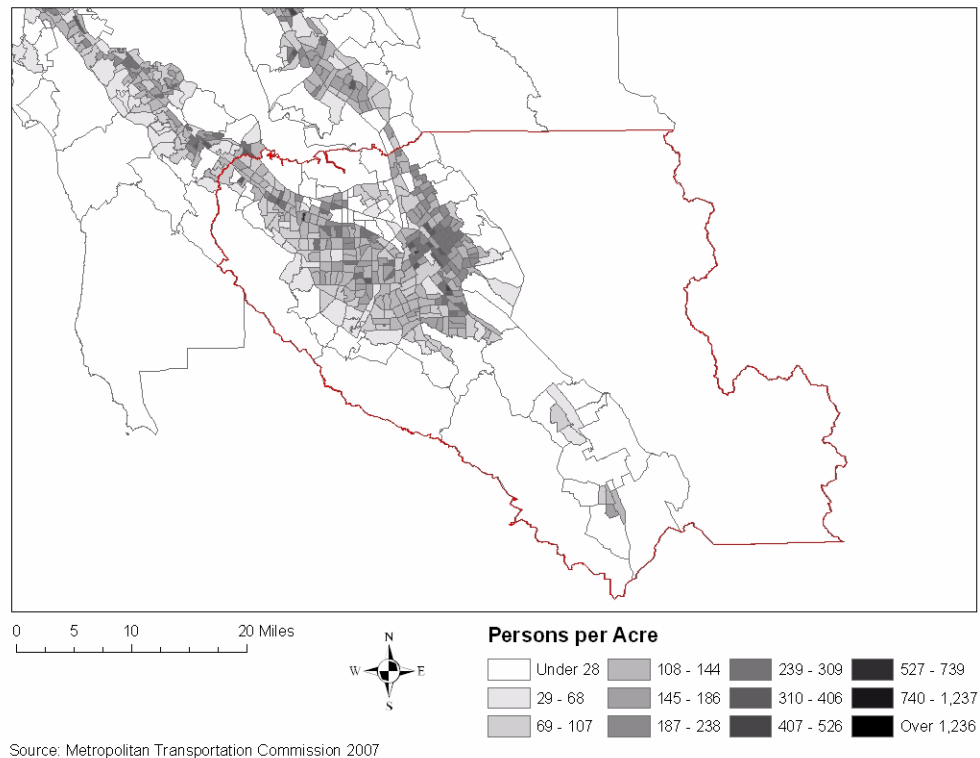 0 5 10 20 Miles
N
W E
S
Persons per Acre
Under 28 108 - 144 239 - 309 527 - 739
29 - 68 145 - 186 310 - 406 740 - 1,237
69 - 107 187 - 238 407 - 526 Over 1,236
Source: Metropolitan Transportation Commission 2007